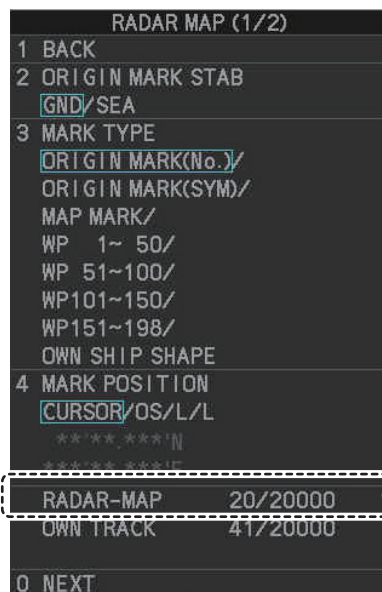 RADAR MAP (1/2)
1 BACK
2 ORIGIN MARK STAB
GND/SEA
3 MARK TYPE
ORIGIN MARK(No.)/
ORIGIN MARK(SYM)/
MAP MARK/
WP 1~ 50/
WP 51~100/
WP101~150/
WP151~198/
OWN SHIP SHAPE
4 MARK POSITION
CURSOR/OS/L/L
**'**.***'N
***'**.***'E
RADAR-MAP 20/20000
OWN TRACK 41/20000
0 NEXT